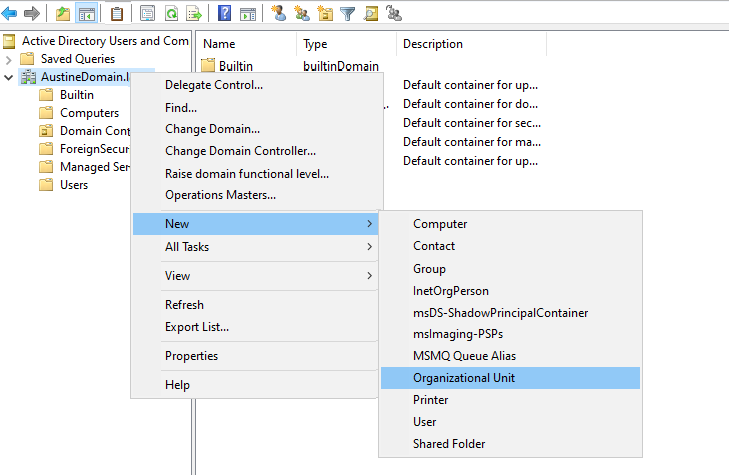 Active Directory Users and Com
Name Type Description
Saved Queries
AustineDomain.l
Builtin
Computers
Domain Cont
ForeignSecur
Managed Ser
Users
Builtin builtinDomain
Default container for up...
Default container for do...
Default container for sec...
Default container for ma...
Default container for up...
Delegate Control...
Find...
Change Domain...
Change Domain Controller...
Raise domain functional level...
Operations Masters...
New
All Tasks
View
Refresh
Export List...
Properties
Help
Computer
Contact
Group
InetOrgPerson
msDS-ShadowPrincipalContainer
msImaging-PSPs
MSMQ Queue Alias
Organizational Unit
Printer
User
Shared Folder